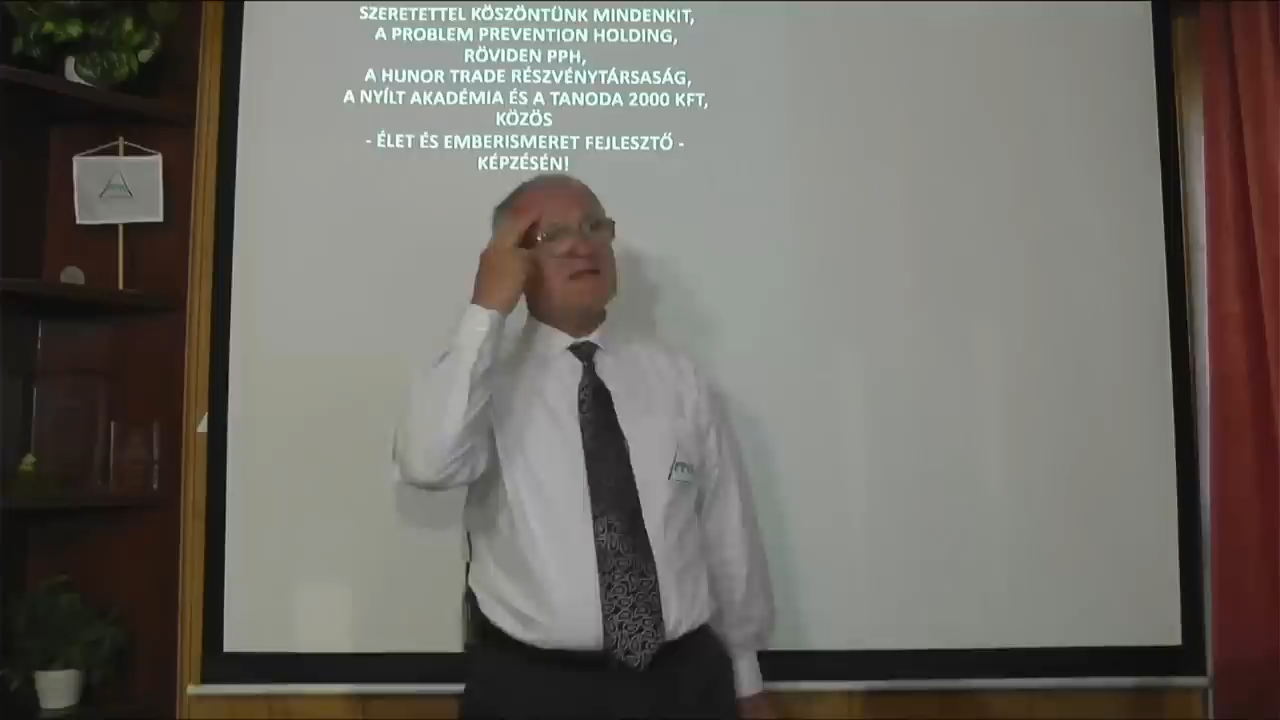 SZERETETTEL KÖSZÖNTÜNK MINDENKIT,
A PROBLEM PREVENTION HOLDING,
RÖVIDEN PPH,
A HUNOR TRADE RÉSZVÉNYTÁRSASÁG,
A NYÍLT AKADÉMIA ÉS A TANODA 2000 KFT,
KÖZÖS
- ÉLET ÉS EMBERISMERET FEJLESZTŐ -
KÉPZÉSÉN!